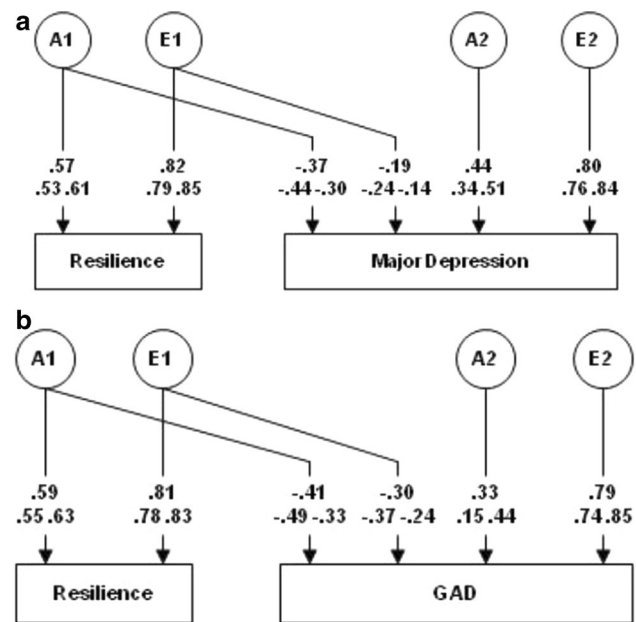 a
A1 E1 A2 E2
.57 .82 -.37 -.19 .44 .80
.53 .61 .79 .85 -.44 -.30 -.24 -.14 .34 .51 .76 .84
Resilience Major Depression
b
A1 E1 A2 E2
.59 .81 -.41 -.30 .33 .79
.55 .63 .78 .83 -.49 -.33 -.37 -.24 .15 .44 .74 .85
Resilience GAD